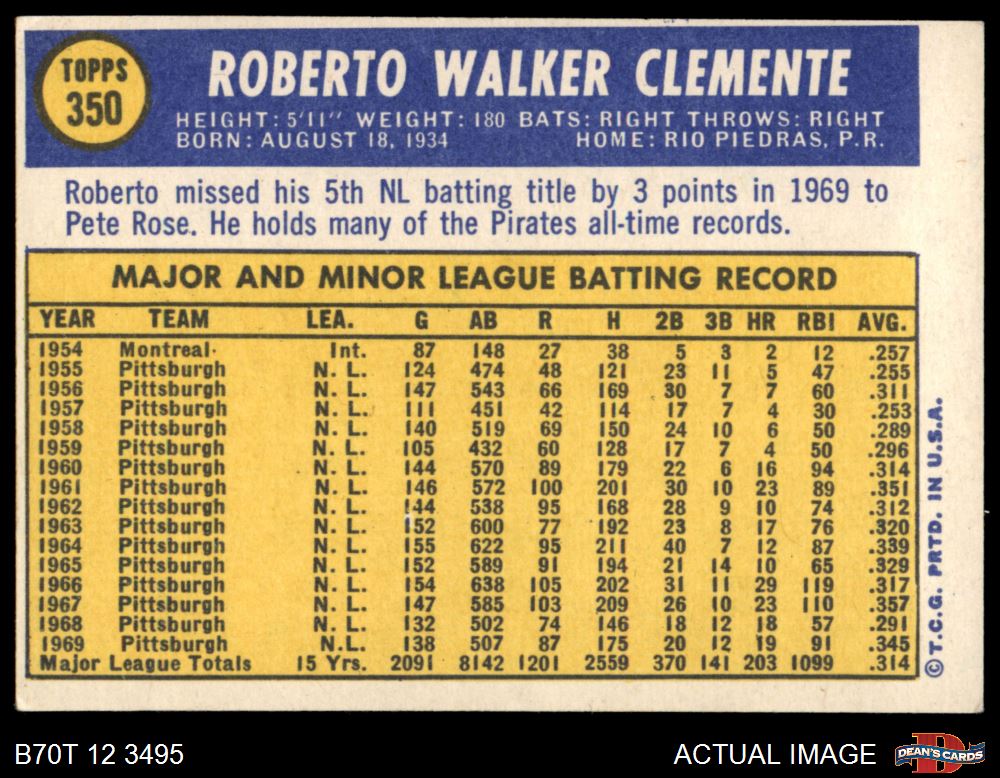 TOPPS
350
ROBERTO WALKER CLEMENTE
HEIGHT: 5'11" WEIGHT: 180 BATS: RIGHT THROWS: RIGHT
BORN: AUGUST 18, 1934 HOME: RIO PIEDRAS, P.R.
Roberto missed his 5th NL batting title by 3 points in 1969 to
Pete Rose. He holds many of the Pirates all-time records.
MAJOR AND MINOR LEAGUE BATTING RECORD
YEAR TEAM LEA. G AB R H 2B 3B HR RBI AVG.
1954 Montreal Int. 87 148 27 38 5 3 2 12 .257
1955 Pittsburgh N. L. 124 474 48 121 23 11 5 47 .255
1956 Pittsburgh N. L. 147 543 66 169 30 7 7 60 .311
1957 Pittsburgh N. L. 111 451 42 114 17 7 4 30 .253
1958 Pittsburgh N. L. 140 519 69 150 24 10 6 50 .289
1959 Pittsburgh N. L. 105 432 60 128 17 7 4 50 .296
1960 Pittsburgh N. L. 144 570 89 179 22 6 16 94 .314
1961 Pittsburgh N. L. 146 572 100 201 30 10 23 89 .351
1962 Pittsburgh N. L. 144 538 95 168 28 9 10 74 .312
1963 Pittsburgh N. L. 152 600 77 192 23 8 17 76 .320
1964 Pittsburgh N. L. 155 622 95 211 40 7 12 87 .339
1965 Pittsburgh N. L. 152 589 91 194 21 14 10 65 .329
1966 Pittsburgh N. L. 154 638 105 202 31 11 29 119 .317
1967 Pittsburgh N. L. 147 585 103 209 26 10 23 110 .357
1968 Pittsburgh N. L. 132 502 74 146 18 12 18 57 .291
1969 Pittsburgh N.L. 138 507 87 175 20 12 19 91 .345
Major League Totals 15 Yrs. 2091 8142 1201 2559 370 141 203 1099 .314
©T.C.G. PRTD. IN U.S.A.
B70T 12 3495
ACTUAL IMAGE
DEAN'S CARDS